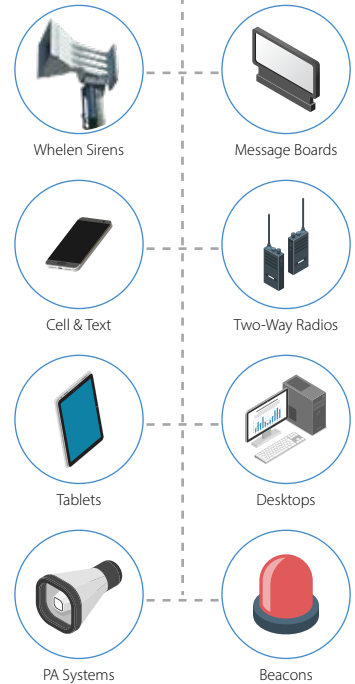 Whelen Sirens
Message Boards
Cell & Text
Two-Way Radios
Tablets
Desktops
PA Systems
Beacons